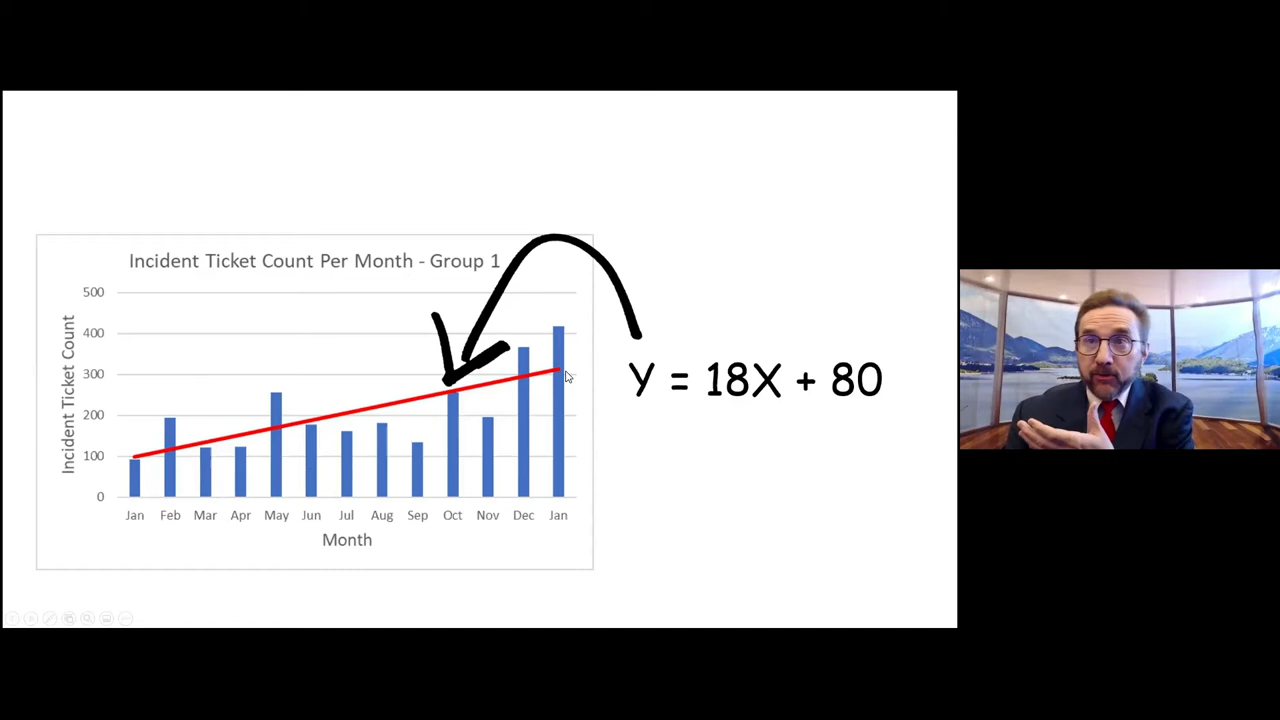 Incident Ticket Count Per Month - Group 1
500
400
300
200
100
0
Incident Ticket Count
Jan Feb Mar Apr May Jun Jul Aug Sep Oct Nov Dec Jan
Month
Y = 18X + 80